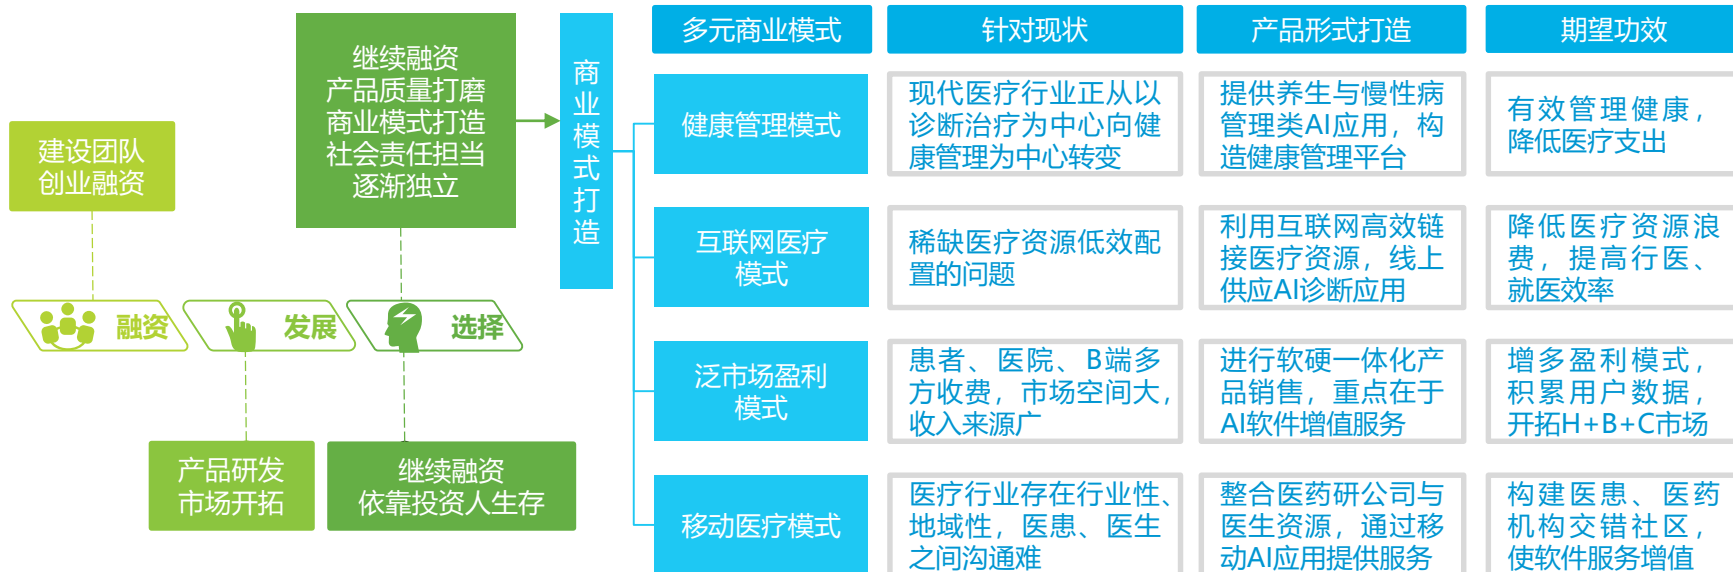 建设团队
创业融资
继续融资
产品质量打磨
商业模式打造
社会责任担当
逐渐独立
融资
发展
选择
产品研发
市场开拓
继续融资
依靠投资人生存
商业模式打造
多元商业模式
针对现状
产品形式打造
期望功效
健康管理模式
现代医疗行业正从以
诊断治疗为中心向健
康管理为中心转变
提供养生与慢性病
管理类AI应用，构
造健康管理平台
有效管理健康，
降低医疗支出
互联网医疗
模式
稀缺医疗资源低效配
置的问题
利用互联网高效链
接医疗资源，线上
供应AI诊断应用
降低医疗资源浪
费，提高行医、
就医效率
泛市场盈利
模式
患者、医院、B端多
方收费，市场空间大，
收入来源广
进行软硬一体化产
品销售，重点在于
AI软件增值服务
增多盈利模式，
积累用户数据，
开拓H+B+C市场
移动医疗模式
医疗行业存在行业性、
地域性，医患、医生
之间沟通难
整合医药研公司与
医生资源，通过移
动AI应用提供服务
构建医患、医药
机构交错社区，
使软件服务增值